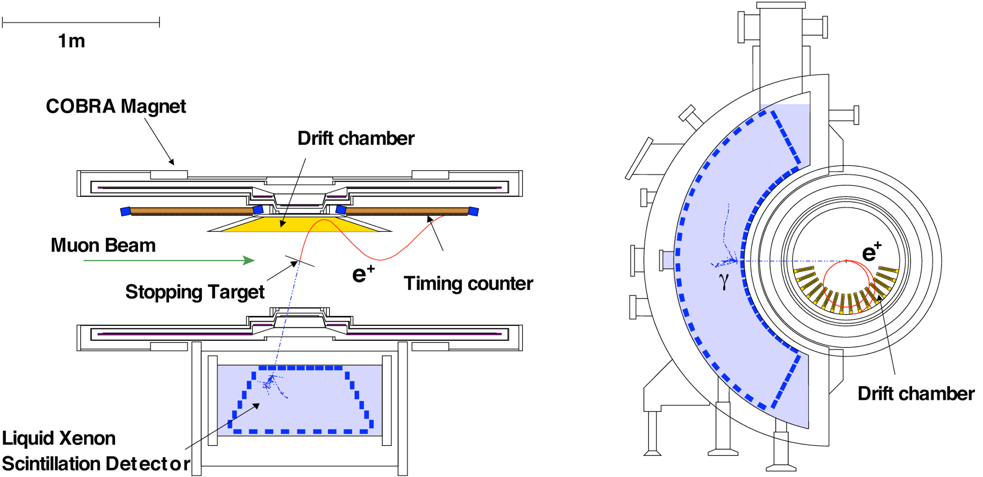 1m
COBRA Magnet
Drift chamber
Muon Beam
e+
Stopping Target
Timing counter
Liquid Xenon
Scintillation Detector
γ
e+
Drift chamber